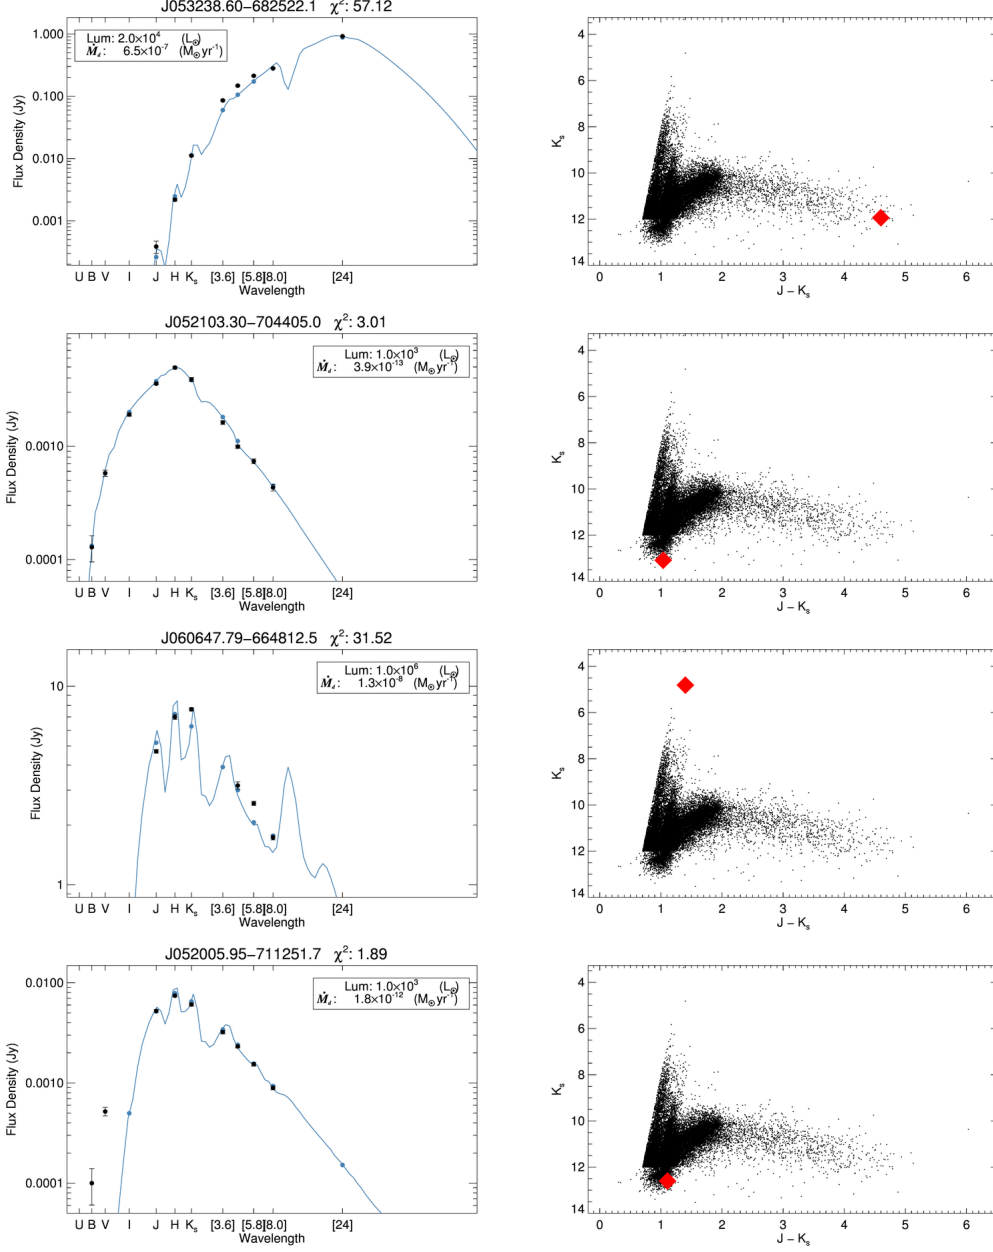 J053238.60−682522.1 χ²: 57.12
Lum: 2.0×10⁴ (L⊙)
Ṁd: 6.5×10⁻⁷ (M⊙ yr⁻¹)
Flux Density (Jy)
1.000
0.100
0.010
0.001
U B V I J H Ks [3.6] [5.8][8.0] [24]
Wavelength
Ks
4
6
8
10
12
14
0 1 2 3 4 5 6
J − Ks
J052103.30−704405.0 χ²: 3.01
Lum: 1.0×10³ (L⊙)
Ṁd: 3.9×10⁻¹³ (M⊙ yr⁻¹)
Flux Density (Jy)
0.0010
0.0001
U B V I J H Ks [3.6] [5.8][8.0] [24]
Wavelength
Ks
4
6
8
10
12
14
0 1 2 3 4 5 6
J − Ks
J060647.79−664812.5 χ²: 31.52
Lum: 1.0×10⁶ (L⊙)
Ṁd: 1.3×10⁻⁸ (M⊙ yr⁻¹)
Flux Density (Jy)
10
1
U B V I J H Ks [3.6] [5.8][8.0] [24]
Wavelength
Ks
4
6
8
10
12
14
0 1 2 3 4 5 6
J − Ks
J052005.95−711251.7 χ²: 1.89
Lum: 1.0×10³ (L⊙)
Ṁd: 1.8×10⁻¹² (M⊙ yr⁻¹)
Flux Density (Jy)
0.0100
0.0010
0.0001
U B V I J H Ks [3.6] [5.8][8.0] [24]
Wavelength
Ks
4
6
8
10
12
14
0 1 2 3 4 5 6
J − Ks